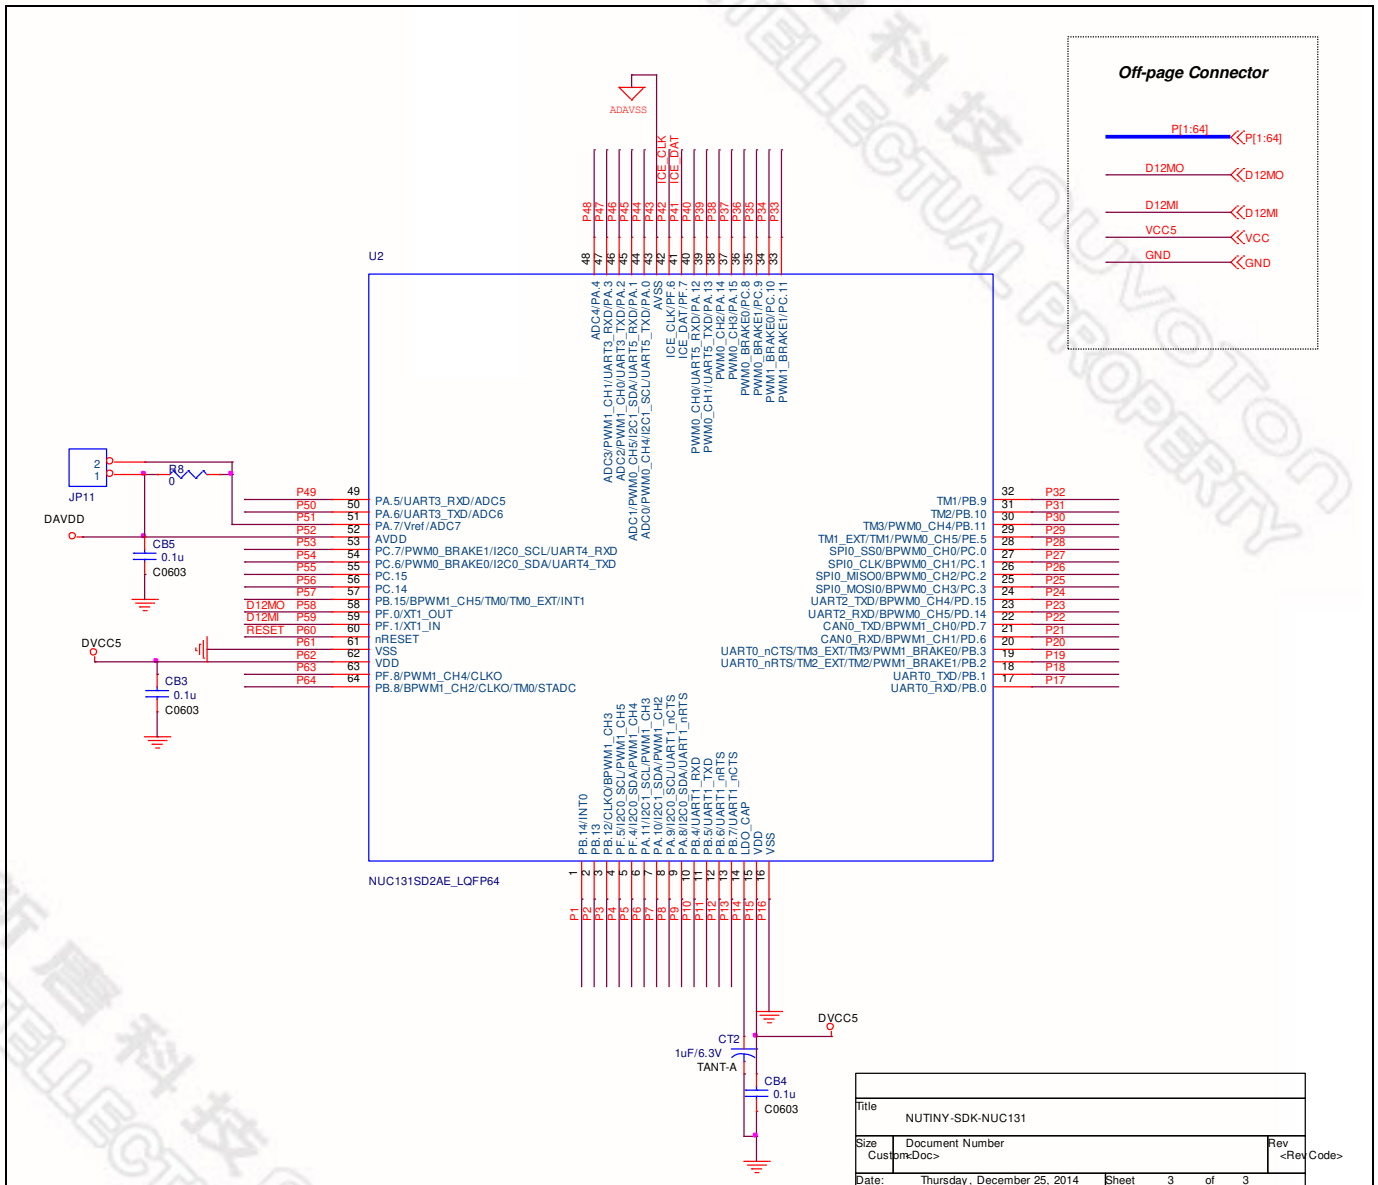 Off-page Connector
P[1:64]
P[1:64]
D12MO
D12MO
D12MI
D12MI
VCC5
VCC
GND
GND
ADAVSS
ICE_CLK
ICE_DAT
P48
P47
P46
P45
P44
P43
P42
P41
P40
P39
P38
P37
P36
P35
P34
P33
48
47
46
45
44
43
42
41
40
39
38
37
36
35
34
33
U2
ADC4/PA.4
ADC3/PWM1_CH1/UART3_RXD/PA.3
ADC2/PWM1_CH0/UART3_TXD/PA.2
ADC1/PWM0_CH5/I2C1_SDA/UART5_RXD/PA.1
ADC0/PWM0_CH4/I2C1_SCL/UART5_TXD/PA.0
AVSS
ICE_CLK/PF.6
ICE_DAT/PF.7
PWM0_CH0/UART5_RXD/PA.12
PWM0_CH1/UART5_TXD/PA.13
PWM0_CH2/PA.14
PWM0_CH3/PA.15
PWM0_BRAKE0/PC.8
PWM0_BRAKE1/PC.9
PWM1_BRAKE0/PC.10
PWM1_BRAKE1/PC.11
2
1
JP11
R8
0
DAVDD
CB5
0.1u
C0603
DVCC5
CB3
0.1u
C0603
P49 49 PA.5/UART3_RXD/ADC5
P50 50 PA.6/UART3_TXD/ADC6
P51 51 PA.7/Vref/ADC7
P52 52 AVDD
P53 53 PC.7/PWM0_BRAKE1/I2C0_SCL/UART4_RXD
P54 54 PC.6/PWM0_BRAKE0/I2C0_SDA/UART4_TXD
P55 55 PC.15
P56 56 PC.14
P57 57 PB.15/BPWM1_CH5/TM0/TM0_EXT/INT1
D12MO P58 58 PF.0/XT1_OUT
D12MI P59 59 PF.1/XT1_IN
RESET P60 60 nRESET
P61 61 VSS
P62 62 VDD
P63 63 PF.8/PWM1_CH4/CLKO
P64 64 PB.8/BPWM1_CH2/CLKO/TM0/STADC
TM1/PB.9 32 P32
TM2/PB.10 31 P31
TM3/PWM0_CH4/PB.11 30 P30
TM1_EXT/TM1/PWM0_CH5/PE.5 29 P29
SPI0_SS0/BPWM0_CH0/PC.0 28 P28
SPI0_CLK/BPWM0_CH1/PC.1 27 P27
SPI0_MISO0/BPWM0_CH2/PC.2 26 P26
SPI0_MOSI0/BPWM0_CH3/PC.3 25 P25
UART2_TXD/BPWM0_CH4/PD.15 24 P24
UART2_RXD/BPWM0_CH5/PD.14 23 P23
CAN0_TXD/BPWM1_CH0/PD.7 22 P22
CAN0_RXD/BPWM1_CH1/PD.6 21 P21
UART0_nCTS/TM3_EXT/TM3/PWM1_BRAKE0/PB.3 20 P20
UART0_nRTS/TM2_EXT/TM2/PWM1_BRAKE1/PB.2 19 P19
UART0_TXD/PB.1 18 P18
UART0_RXD/PB.0 17 P17
PB.14/INT0
PB.13
PB.12/CLKO/BPWM1_CH3
PF.5/I2C0_SCL/PWM1_CH5
PF.4/I2C0_SDA/PWM1_CH4
PA.11/I2C1_SCL/PWM1_CH3
PA.10/I2C1_SDA/PWM1_CH2
PA.9/I2C0_SCL/UART1_nCTS
PA.8/I2C0_SDA/UART1_nRTS
PB.4/UART1_RXD
PB.5/UART1_TXD
PB.6/UART1_nRTS
PB.7/UART1_nCTS
LDO_CAP
VDD
VSS
NUC131SD2AE_LQFP64
1
2
3
4
5
6
7
8
9
10
11
12
13
14
15
16
P1
P2
P3
P4
P5
P6
P7
P8
P9
P10
P11
P12
P13
P14
P15
P16
DVCC5
CT2
1uF/6.3V
TANT-A
CB4
0.1u
C0603
Title
NUTINY-SDK-NUC131
Size Document Number Rev
Custom <Doc> <RevCode>
Date: Thursday, December 25, 2014 Sheet 3 of 3
新唐科技 nuvoTon
INTELLECTUAL PROPERTY
新唐科技